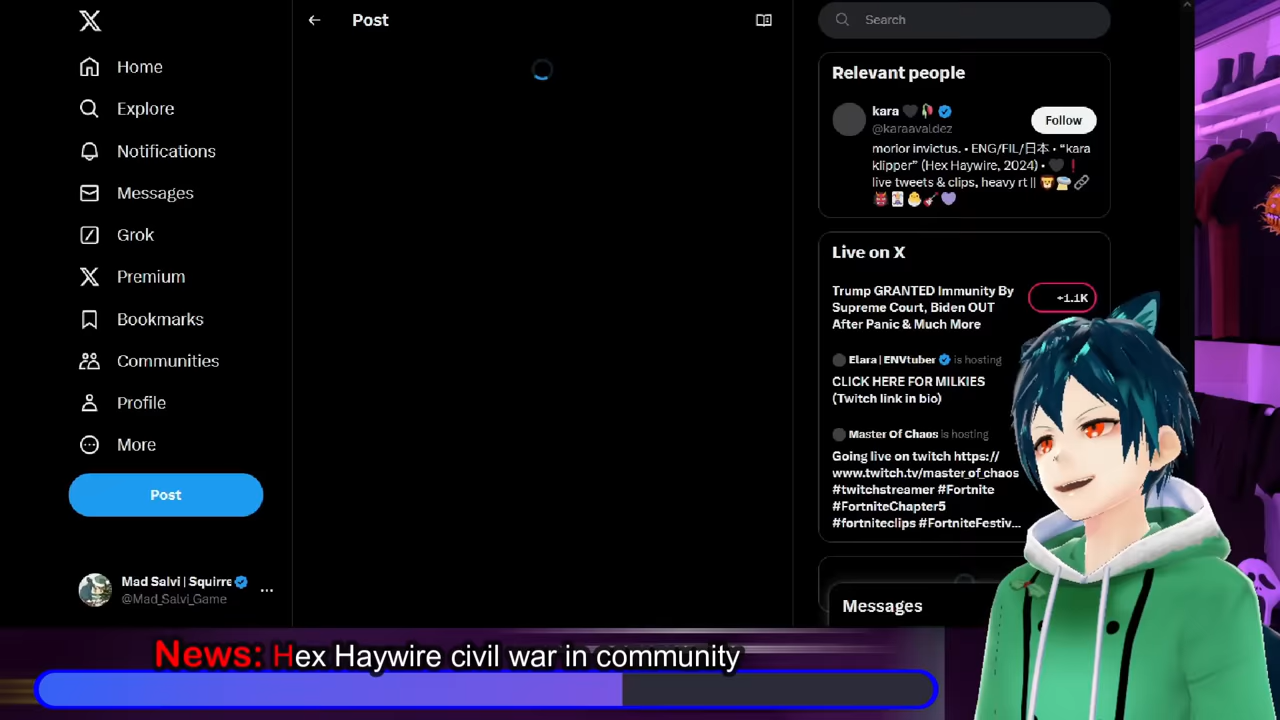 Home
Explore
Notifications
Messages
Grok
Premium
Bookmarks
Communities
Profile
More
Post
Mad Salvi | Squirre
@Mad_Salvi_Game
Post
Search
Relevant people
kara 🖤🥀
@karaavaldez
Follow
morior invictus. • ENG/FIL/日本 • “kara
klipper” (Hex Haywire, 2024) • 🖤❗
live tweets & clips, heavy rt ||
Live on X
Trump GRANTED Immunity By
Supreme Court, Biden OUT
After Panic & Much More
+1.1K
Elara | ENVtuber is hosting
CLICK HERE FOR MILKIES
(Twitch link in bio)
Master Of Chaos is hosting
Going live on twitch https://
www.twitch.tv/master_of_chaos
#twitchstreamer #Fortnite
#FortniteChapter5
#fortniteclips #FortniteFestiv...
Messages
News: Hex Haywire civil war in community